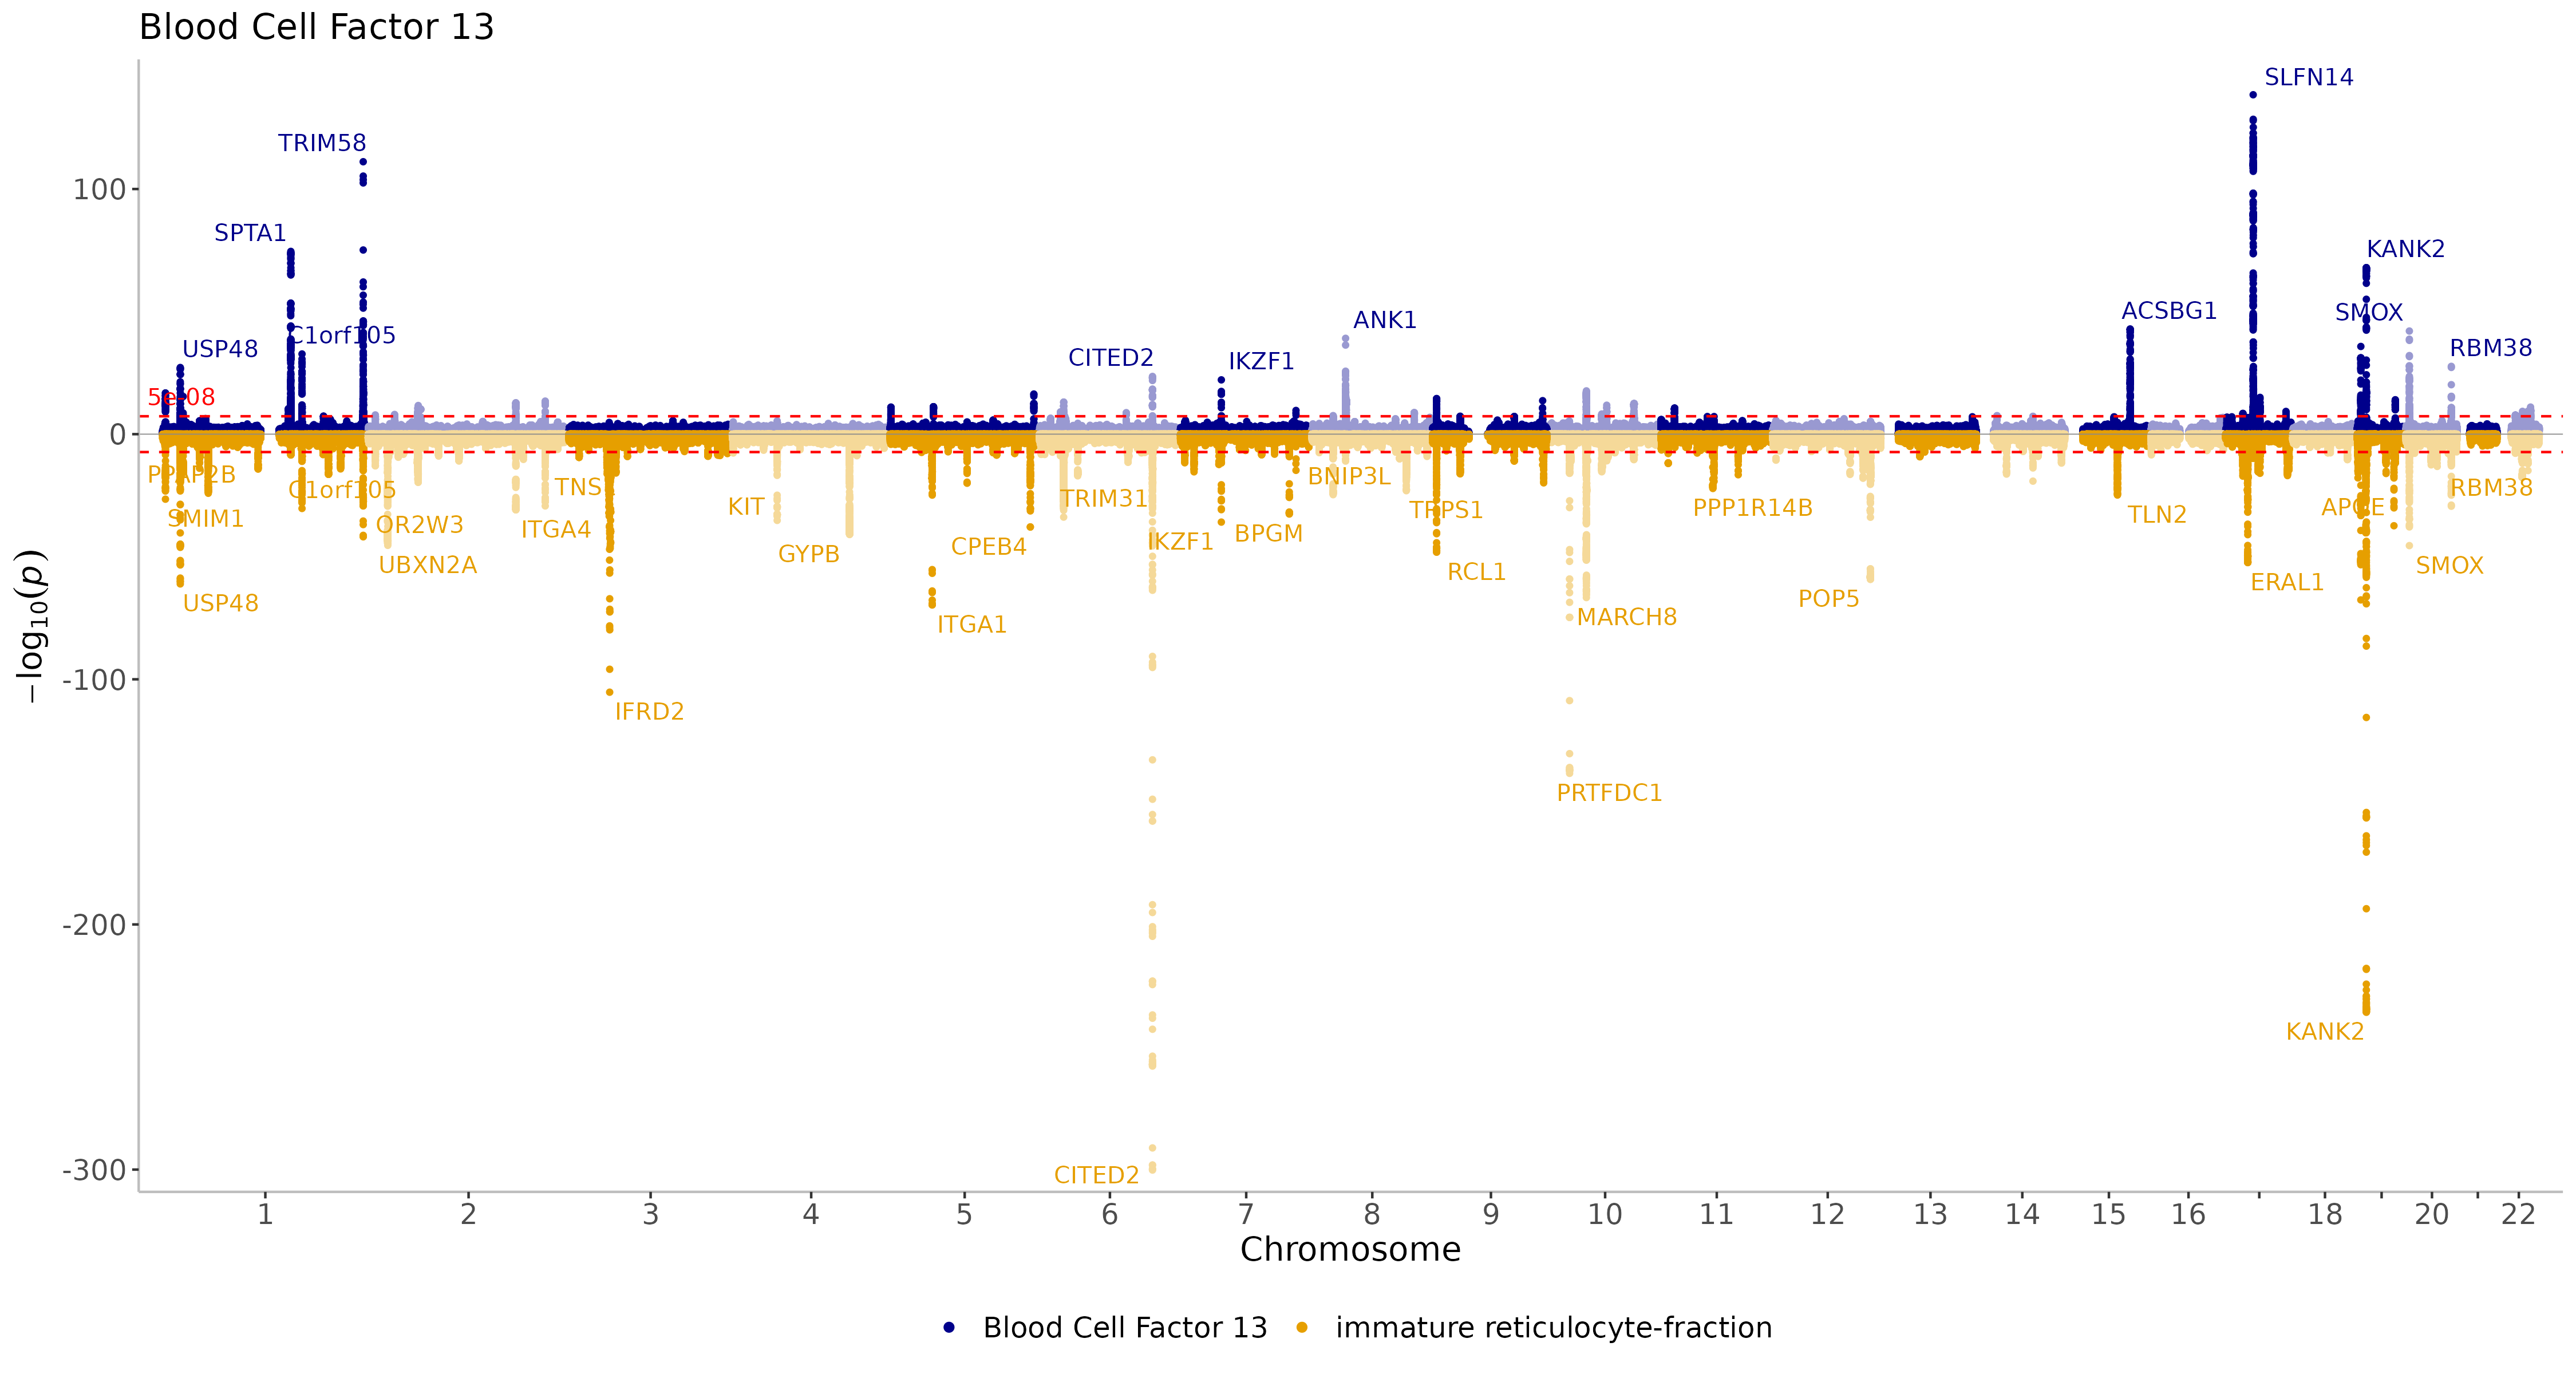 Blood Cell Factor 13
SLFN14
TRIM58
100
SPTA1
KANK2
ACSBG1
SMOX
ANK1
C1orf105
USP48
RBM38
CITED2
IKZF1
5e-08
0
PPAP2B
BNIP3L
C1orf105
TNS1
RBM38
TRIM31
KIT
APOE
PPP1R14B
TRPS1
TLN2
SMIM1
OR2W3
ITGA4
BPGM
IKZF1
CPEB4
GYPB
UBXN2A
SMOX
RCL1
ERAL1
POP5
USP48
MARCH8
ITGA1
−log10(p)
-100
IFRD2
PRTFDC1
-200
KANK2
-300
CITED2
1 2 3 4 5 6 7 8 9 10 11 12 13 14 15 16 18 20 22
Chromosome
Blood Cell Factor 13 immature reticulocyte-fraction